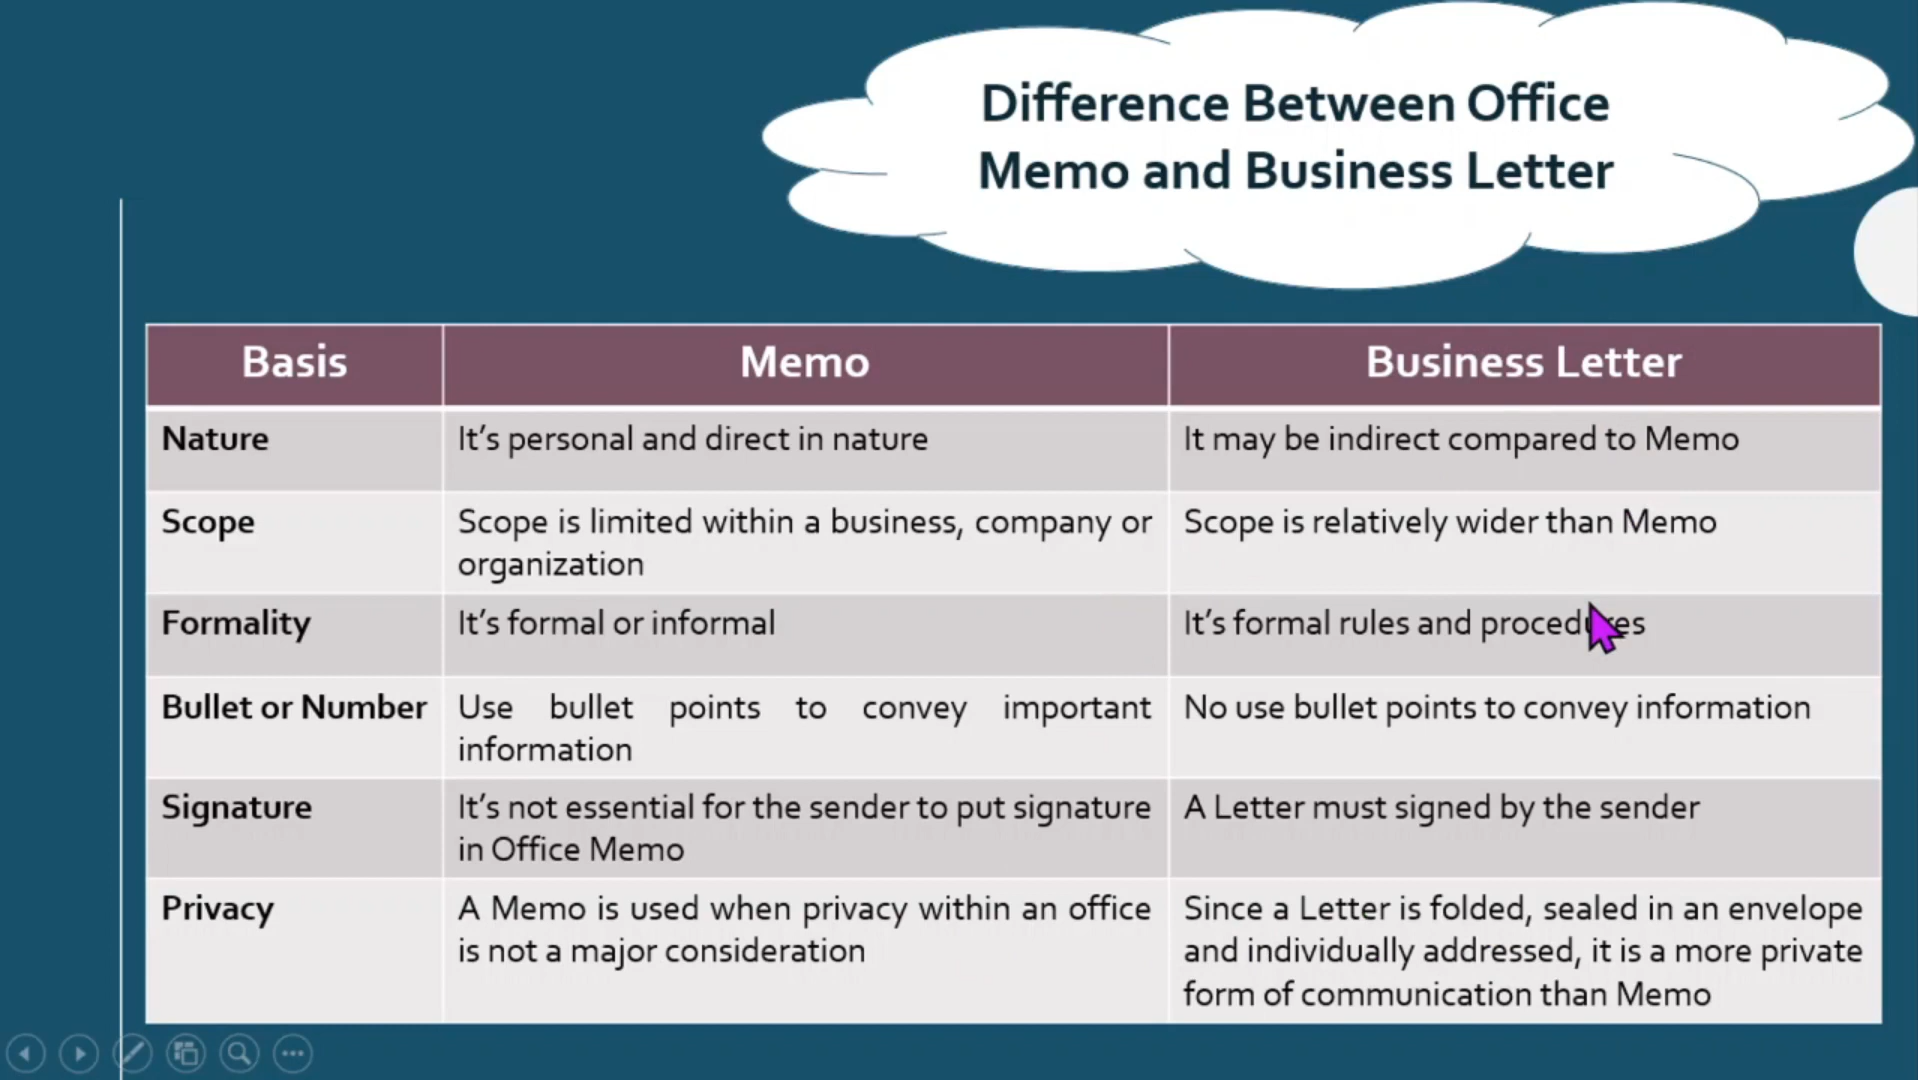 Difference Between Office
Memo and Business Letter
Basis Memo Business Letter
Nature It's personal and direct in nature It may be indirect compared to Memo
Scope Scope is limited within a business, company or Scope is relatively wider than Memo
organization
Formality It's formal or informal It's formal rules and procedures
Bullet or Number Use bullet points to convey important No use bullet points to convey information
information
Signature It's not essential for the sender to put signature A Letter must signed by the sender
in Office Memo
Privacy A Memo is used when privacy within an office Since a Letter is folded, sealed in an envelope
is not a major consideration and individually addressed, it is a more private
form of communication than Memo